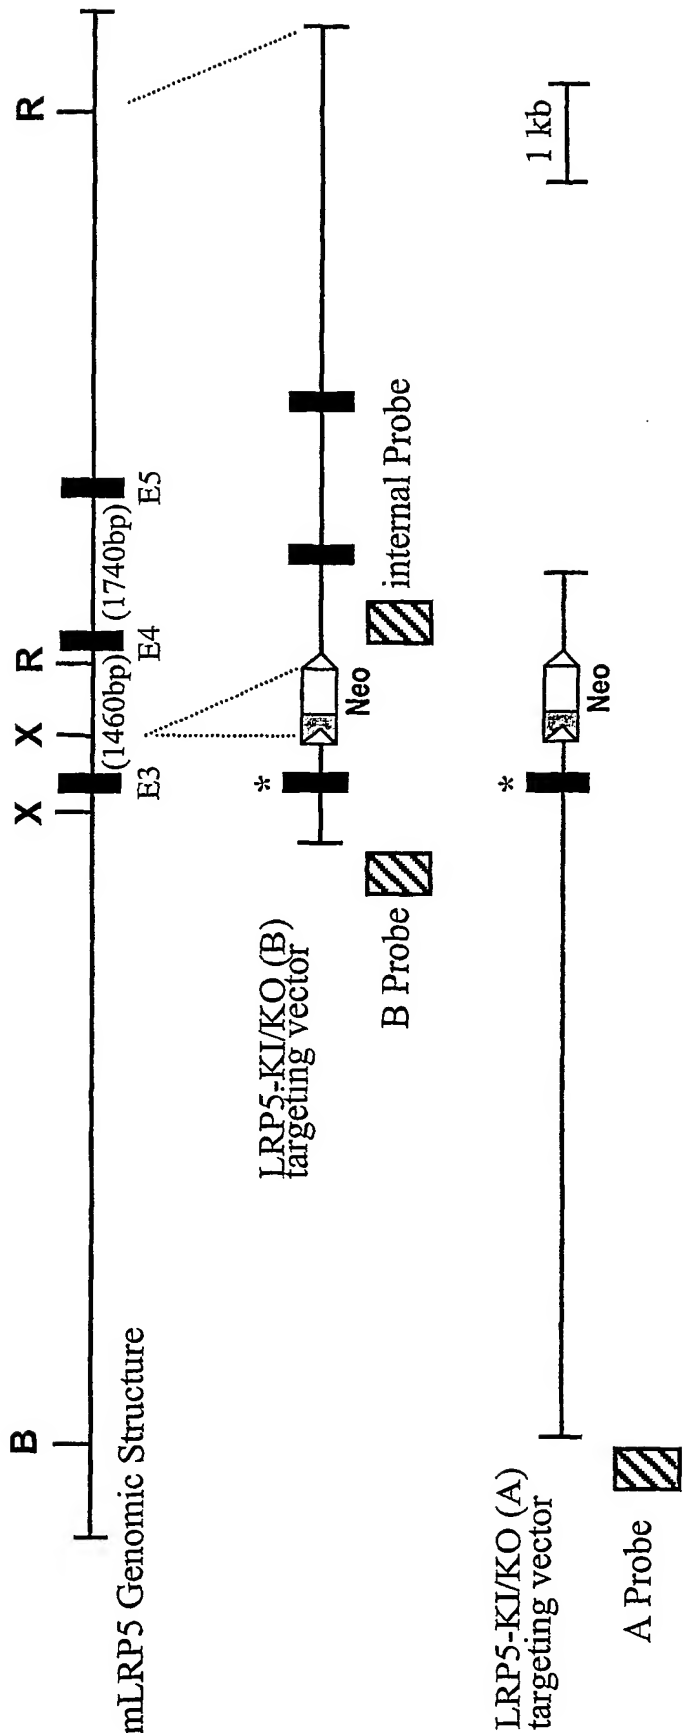 B
X
X
R
R
mLRP5 Genomic Structure
E3
(1460bp)
E4
(1740bp)
E5
LRP5-KI/KO (B)
targeting vector
*
Neo
B Probe
internal Probe
LRP5-KI/KO (A)
targeting vector
*
Neo
A Probe
1 kb